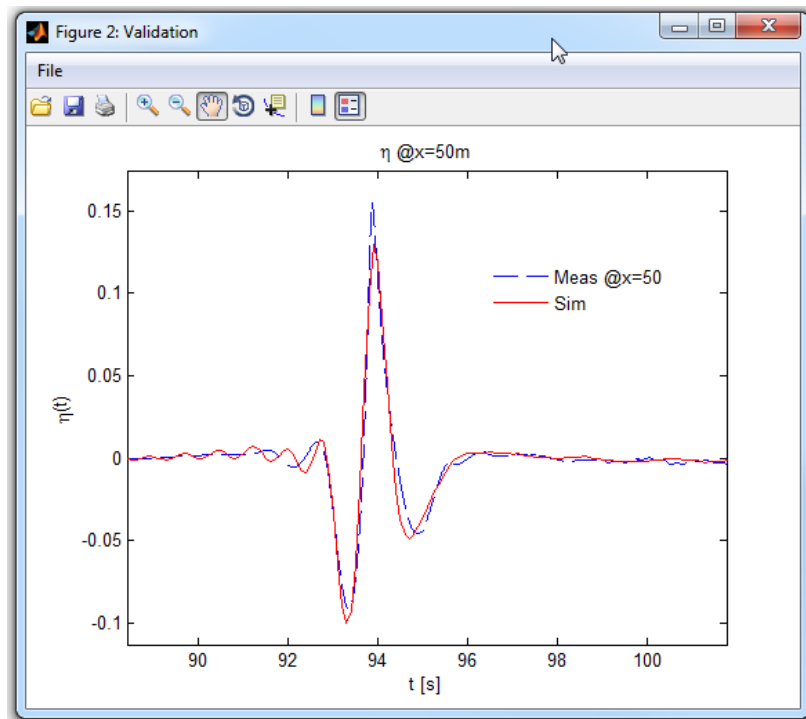 Figure 2: Validation
File
η @x=50m
0.15
0.1
0.05
0
-0.05
-0.1
η(t)
Meas @x=50
Sim
90 92 94 96 98 100
t [s]